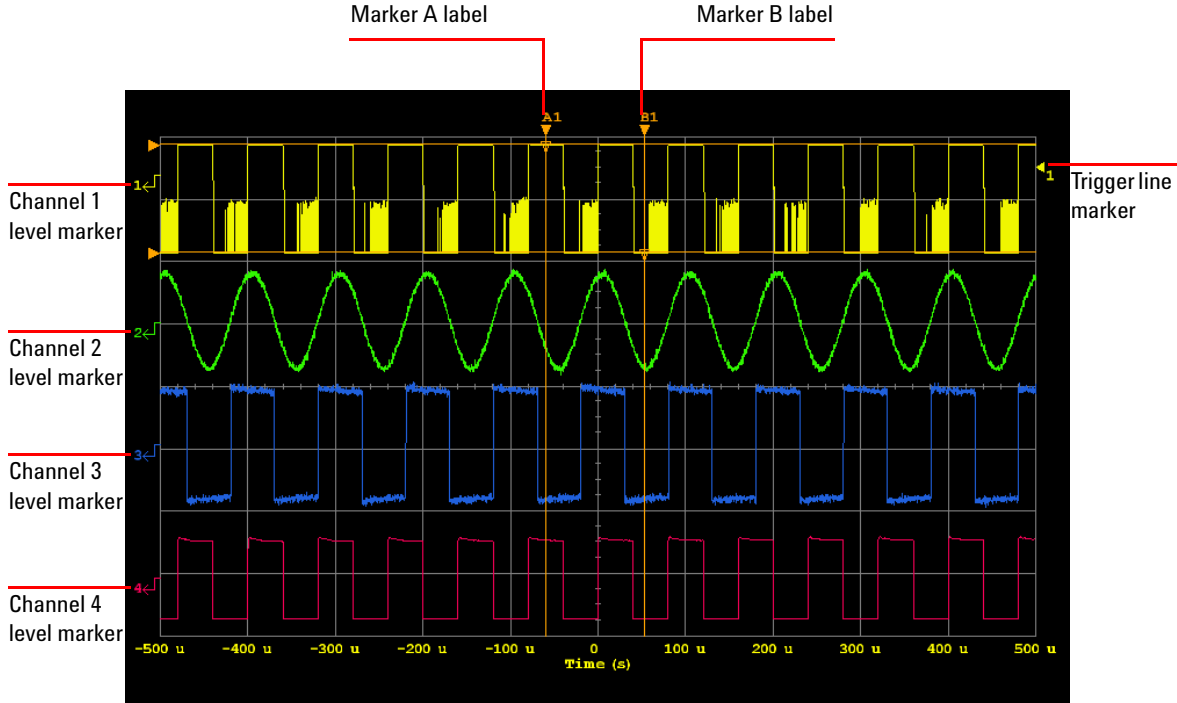 Marker A label
Marker B label
A1
B1
1
1
Trigger line
marker
Channel 1
level marker
2
Channel 2
level marker
3
Channel 3
level marker
4
Channel 4
level marker
-500 u
-400 u
-300 u
-200 u
-100 u
0
100 u
200 u
300 u
400 u
500 u
Time (s)